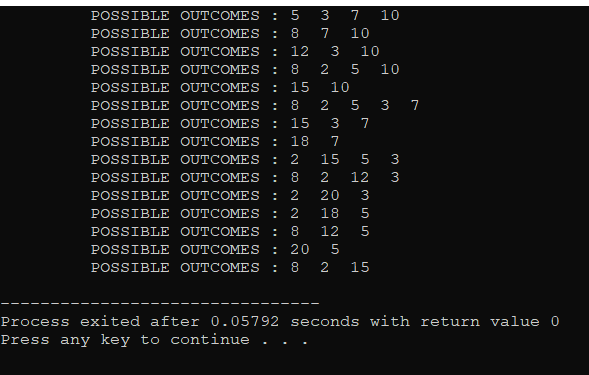 POSSIBLE OUTCOMES : 5 3 7 10
POSSIBLE OUTCOMES : 8 7 10
POSSIBLE OUTCOMES : 12 3 10
POSSIBLE OUTCOMES : 8 2 5 10
POSSIBLE OUTCOMES : 15 10
POSSIBLE OUTCOMES : 8 2 5 3 7
POSSIBLE OUTCOMES : 15 3 7
POSSIBLE OUTCOMES : 18 7
POSSIBLE OUTCOMES : 2 15 5 3
POSSIBLE OUTCOMES : 8 2 12 3
POSSIBLE OUTCOMES : 2 20 3
POSSIBLE OUTCOMES : 2 18 5
POSSIBLE OUTCOMES : 8 12 5
POSSIBLE OUTCOMES : 20 5
POSSIBLE OUTCOMES : 8 2 15
--------------------------------
Process exited after 0.05792 seconds with return value 0
Press any key to continue . . .